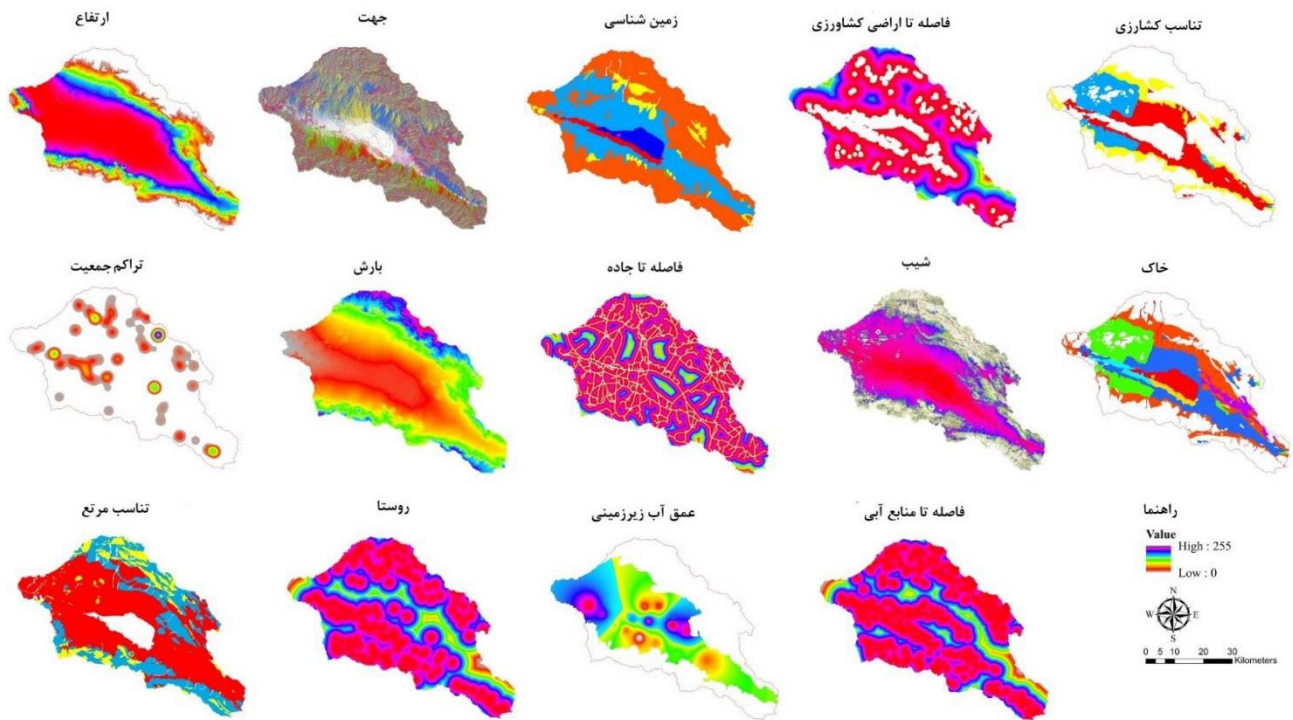 تناسب کشارزی
فاصله تا اراضی کشاورزی
زمین شناسی
جهت
ارتفاع
خاک
شیب
فاصله تا جاده
بارش
تراکم جمعیت
راهنما
Value
High : 255
Low : 0
N
W E
S
0 5 10 20 30
Kilometers
فاصله تا منابع آبی
عمق آب زیرزمینی
روستا
تناسب مرتع